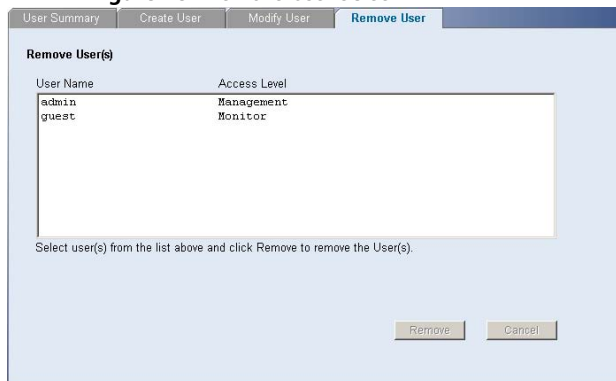 User Summary Create User Modify User Remove User
Remove User(s)
User Name Access Level
admin Management
guest Monitor
Select user(s) from the list above and click Remove to remove the User(s).
Remove Cancel